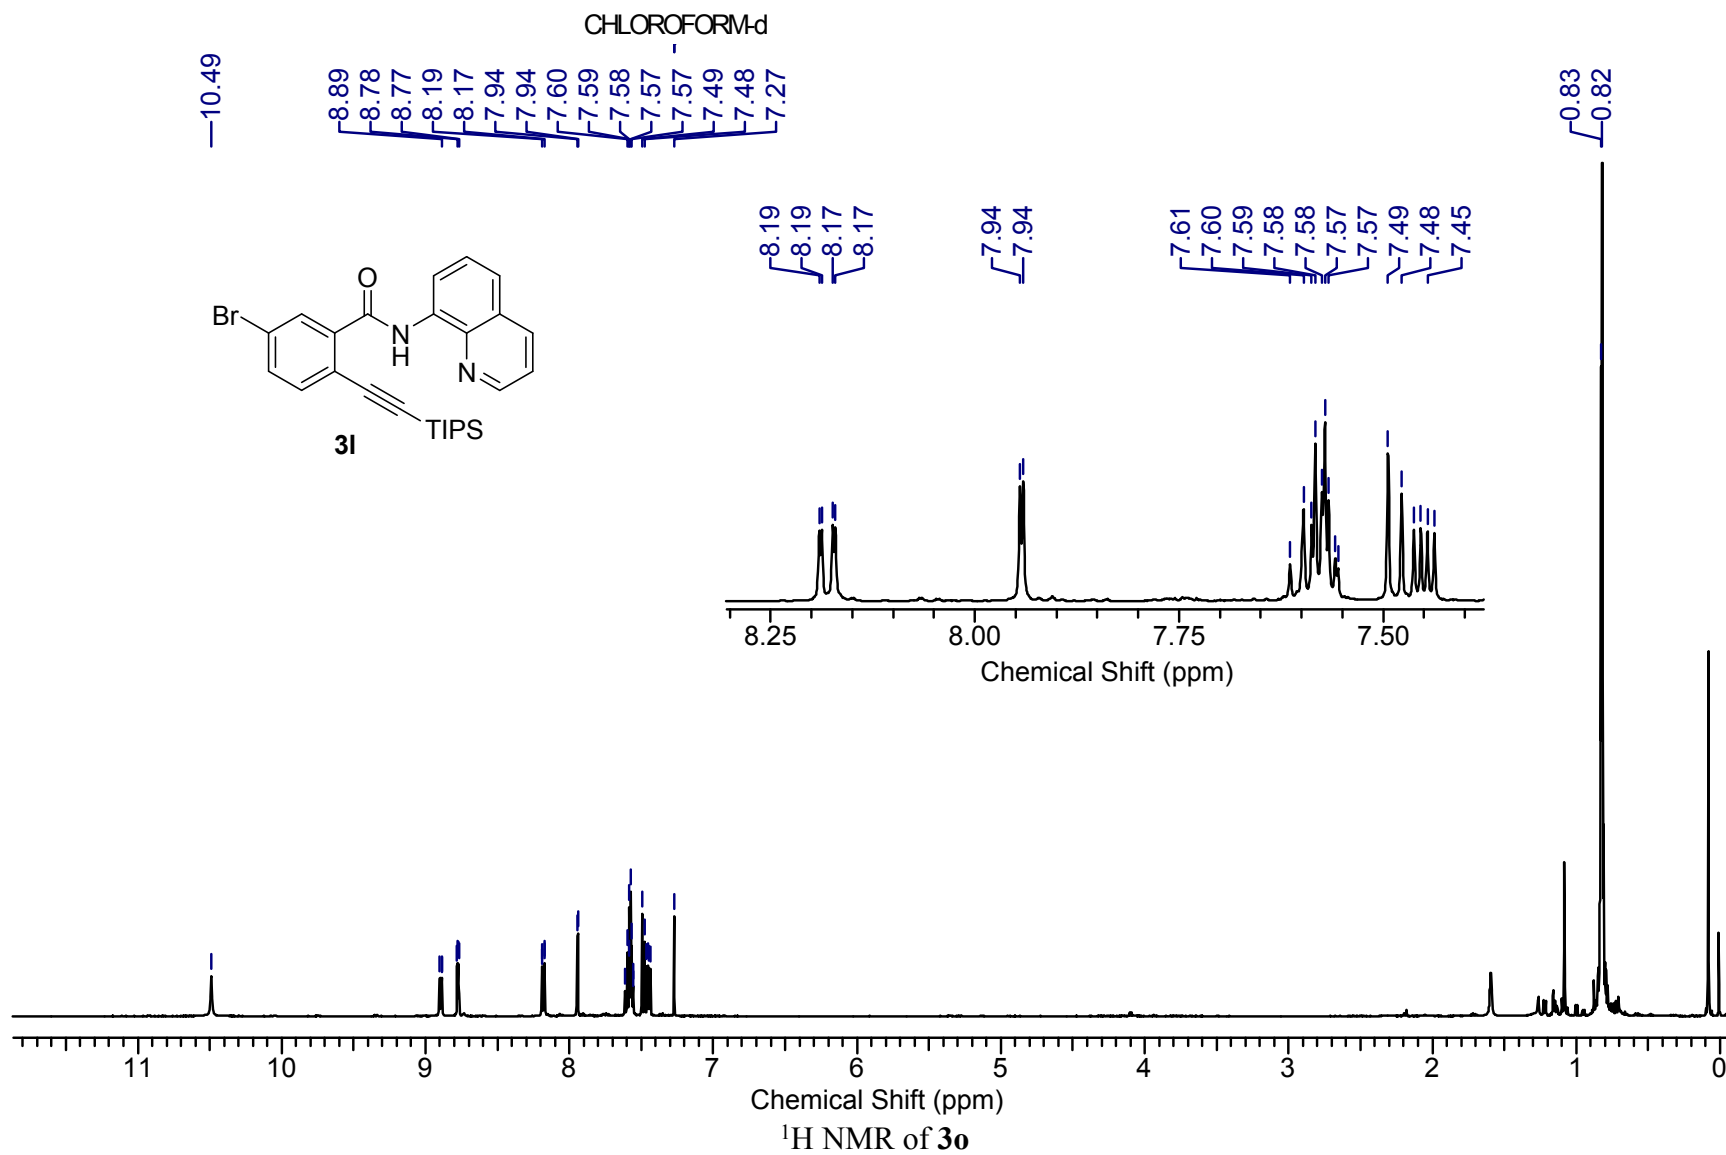 CHLOROFORM-d
10.49
8.89
8.78
8.77
8.19
8.17
7.94
7.94
7.60
7.59
7.58
7.57
7.57
7.49
7.48
7.27
0.83
0.82
8.19
8.19
8.17
8.17
7.94
7.94
7.61
7.60
7.59
7.58
7.58
7.57
7.57
7.49
7.48
7.45
O
Br
N
H
N
TIPS
3l
8.25 8.00 7.75 7.50
Chemical Shift (ppm)
11 10 9 8 7 6 5 4 3 2 1 0
Chemical Shift (ppm)
¹H NMR of 3o